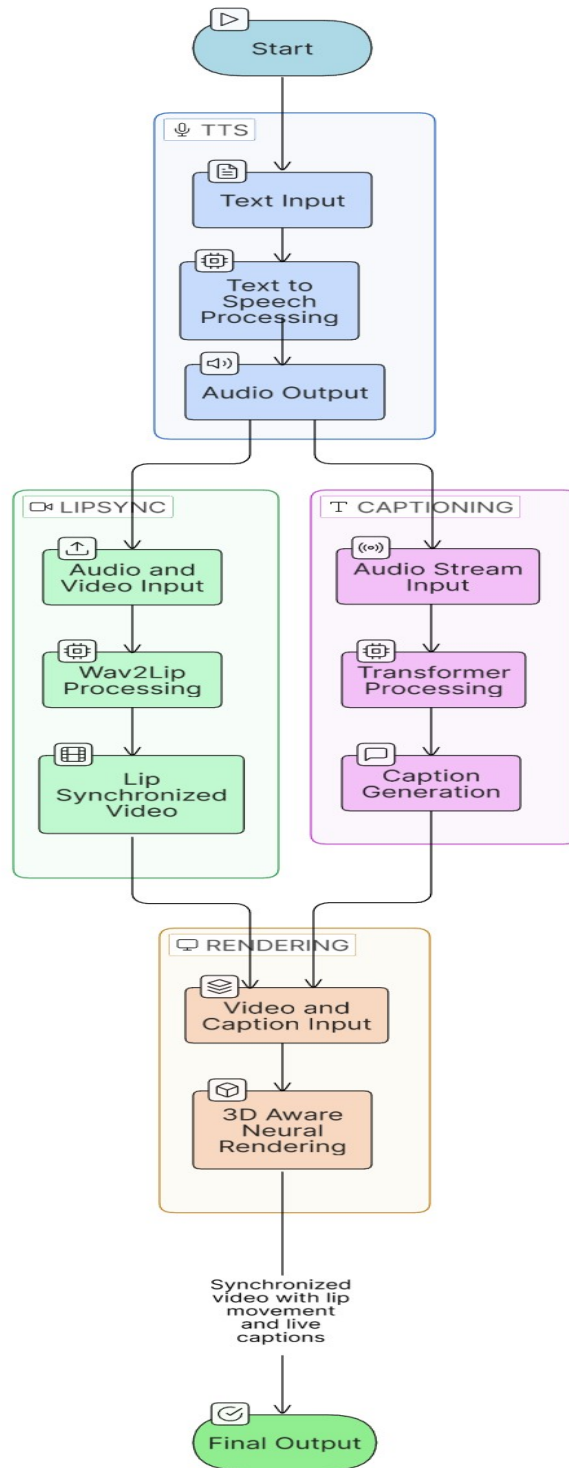 Start
TTS
Text Input
Text to
Speech
Processing
Audio Output
LIPSYNC
Audio and
Video Input
Wav2Lip
Processing
Lip
Synchronized
Video
T CAPTIONING
Audio Stream
Input
Transformer
Processing
Caption
Generation
RENDERING
Video and
Caption Input
3D Aware
Neural
Rendering
Synchronized
video with lip
movement
and live
captions
Final Output